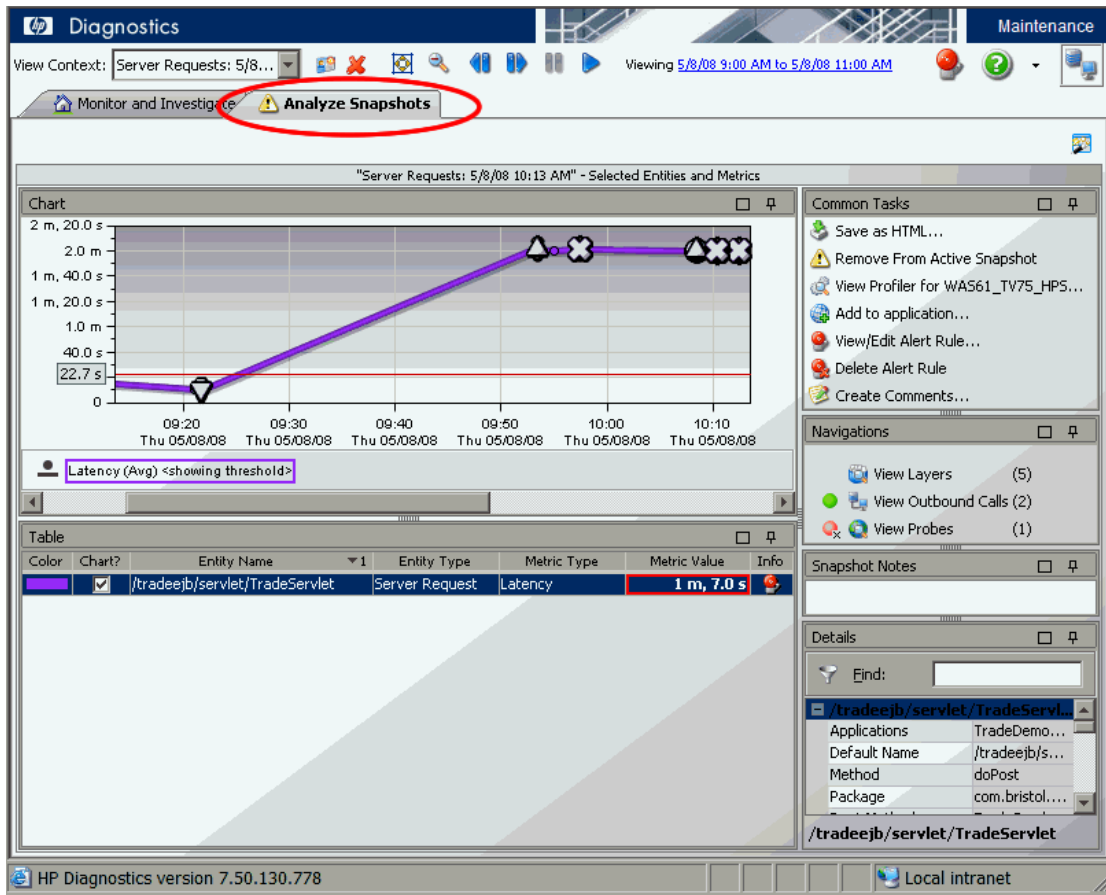 hp Diagnostics Maintenance
View Context: Server Requests: 5/8... Viewing 5/8/08 9:00 AM to 5/8/08 11:00 AM
Monitor and Investigate Analyze Snapshots
"Server Requests: 5/8/08 10:13 AM" - Selected Entities and Metrics
Chart
2 m, 20.0 s
2.0 m
1 m, 40.0 s
1 m, 20.0 s
1.0 m
40.0 s
22.7 s
0
09:20 09:30 09:40 09:50 10:00 10:10
Thu 05/08/08 Thu 05/08/08 Thu 05/08/08 Thu 05/08/08 Thu 05/08/08 Thu 05/08/08
Latency (Avg) <showing threshold>
Table
Color Chart? Entity Name 1 Entity Type Metric Type Metric Value Info
/tradeejb/servlet/TradeServlet Server Request Latency 1 m, 7.0 s
Common Tasks
Save as HTML...
Remove From Active Snapshot
View Profiler for WAS61_TV75_HPS...
Add to application...
View/Edit Alert Rule...
Delete Alert Rule
Create Comments...
Navigations
View Layers (5)
View Outbound Calls (2)
View Probes (1)
Snapshot Notes
Details
Find:
/tradeejb/servlet/TradeServl...
Applications TradeDemo...
Default Name /tradeejb/s...
Method doPost
Package com.bristol....
/tradeejb/servlet/TradeServlet
HP Diagnostics version 7.50.130.778 Local intranet